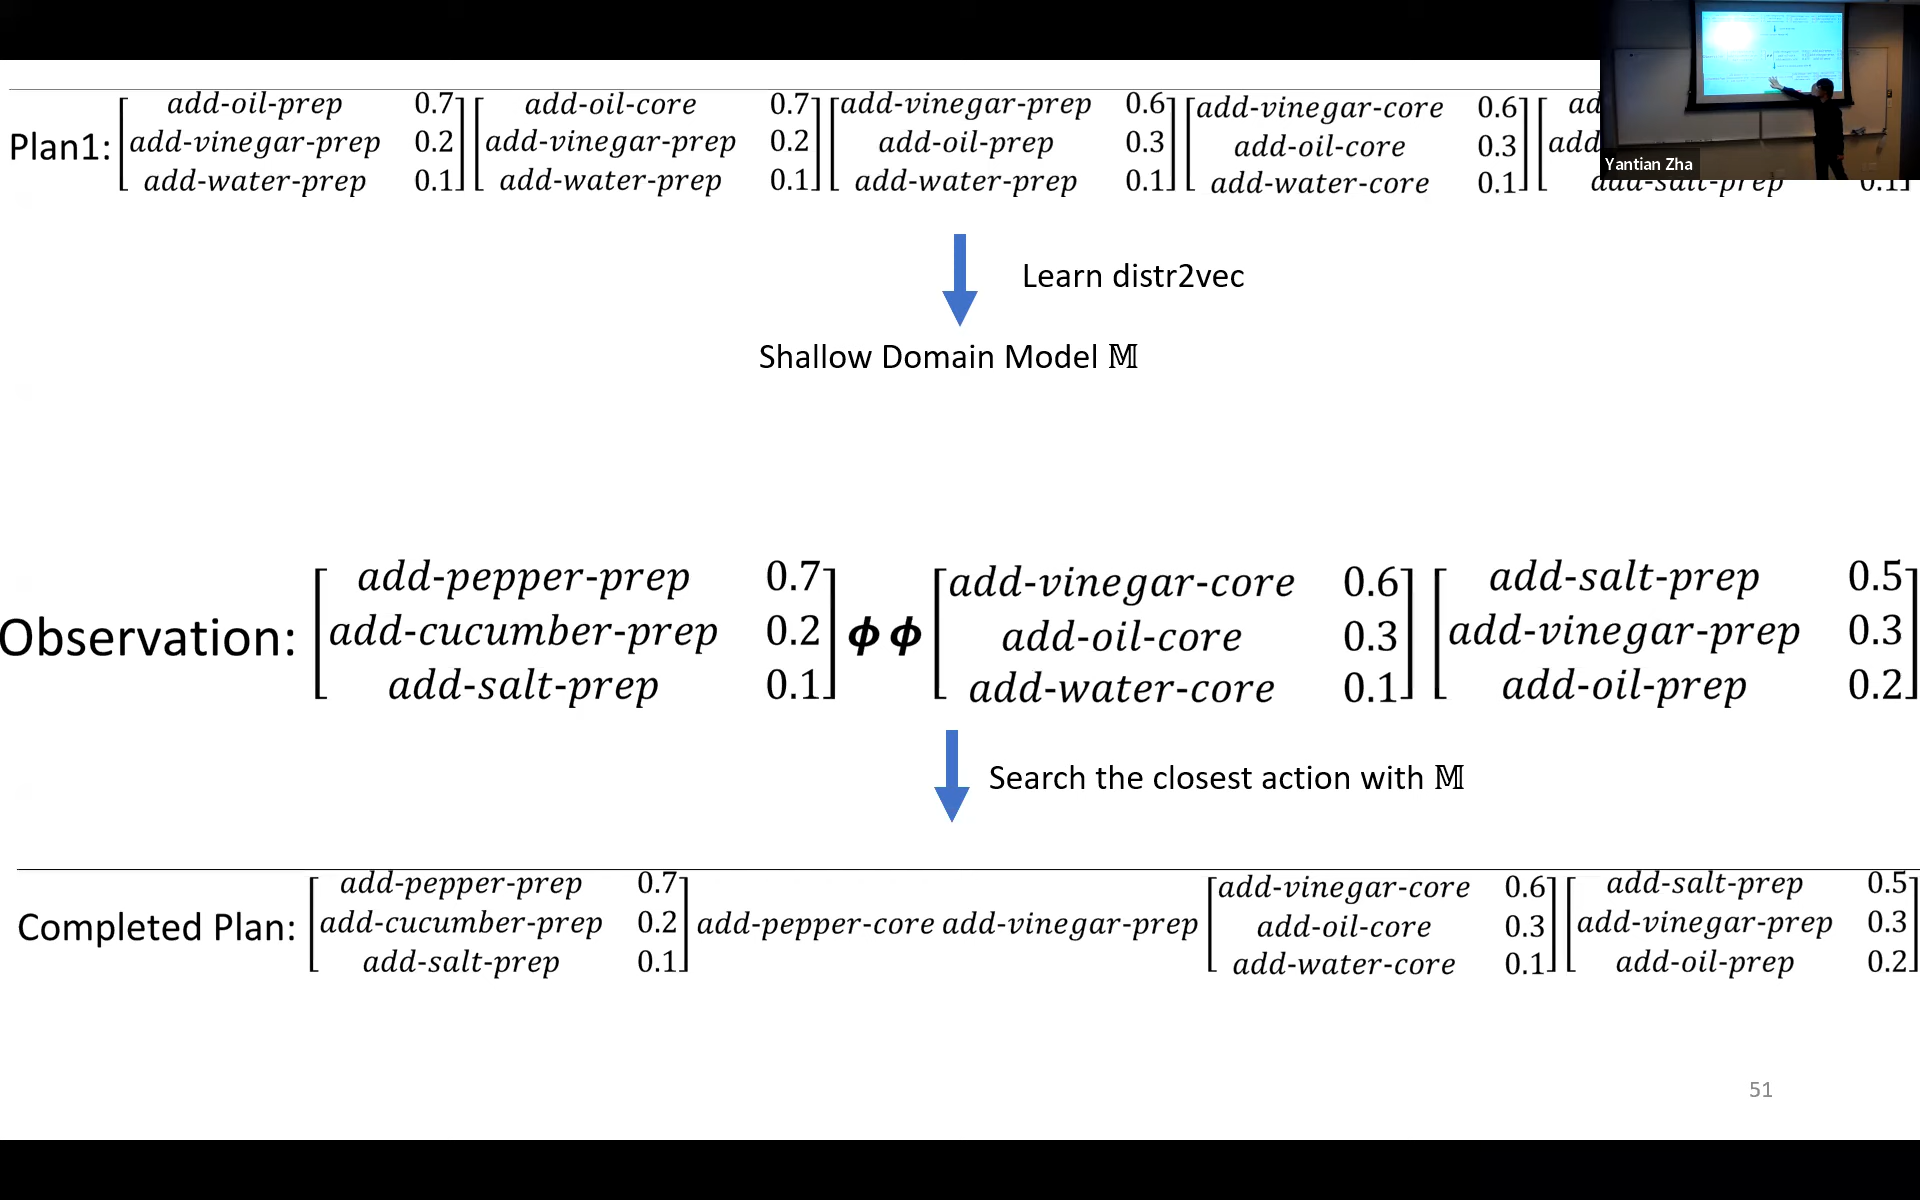 Plan1: [add-oil-prep 0.7] [add-oil-core 0.7] [add-vinegar-prep 0.6] [add-vinegar-core 0.6] [ad
add-vinegar-prep 0.2 add-vinegar-prep 0.2 add-oil-prep 0.3 add-oil-core 0.3 add
add-water-prep 0.1 add-water-prep 0.1 add-water-prep 0.1 add-water-core 0.1 add-salt-prep 0.1
Yantian Zha
Learn distr2vec
Shallow Domain Model 𝕄
Observation: [add-pepper-prep 0.7] ϕ ϕ [add-vinegar-core 0.6] [add-salt-prep 0.5]
add-cucumber-prep 0.2 add-oil-core 0.3 add-vinegar-prep 0.3
add-salt-prep 0.1 add-water-core 0.1 add-oil-prep 0.2
Search the closest action with 𝕄
Completed Plan: [add-pepper-prep 0.7] add-pepper-core add-vinegar-prep [add-vinegar-core 0.6] [add-salt-prep 0.5]
add-cucumber-prep 0.2 add-oil-core 0.3 add-vinegar-prep 0.3
add-salt-prep 0.1 add-water-core 0.1 add-oil-prep 0.2
51